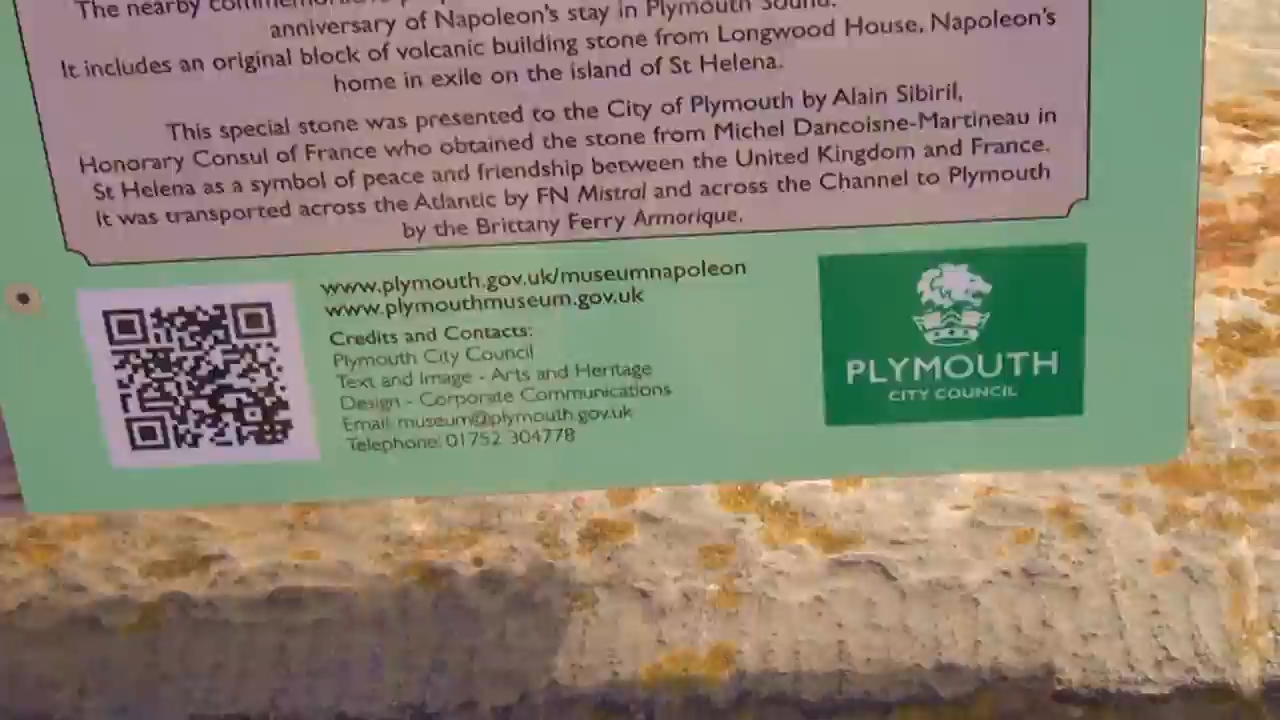 The nearby
anniversary of Napoleon's stay in Plymouth Sound.
It includes an original block of volcanic building stone from Longwood House, Napoleon's
home in exile on the island of St Helena.
This special stone was presented to the City of Plymouth by Alain Sibiril,
Honorary Consul of France who obtained the stone from Michel Dancoisne-Martineau in
St Helena as a symbol of peace and friendship between the United Kingdom and France.
It was transported across the Atlantic by FN Mistral and across the Channel to Plymouth
by the Brittany Ferry Armorique.
www.plymouth.gov.uk/museumnapoleon
www.plymouthmuseum.gov.uk
Credits and Contacts:
Plymouth City Council
Text and Image - Arts and Heritage
Design - Corporate Communications
Email: museum@plymouth.gov.uk
Telephone: 01752 304778
PLYMOUTH
CITY COUNCIL